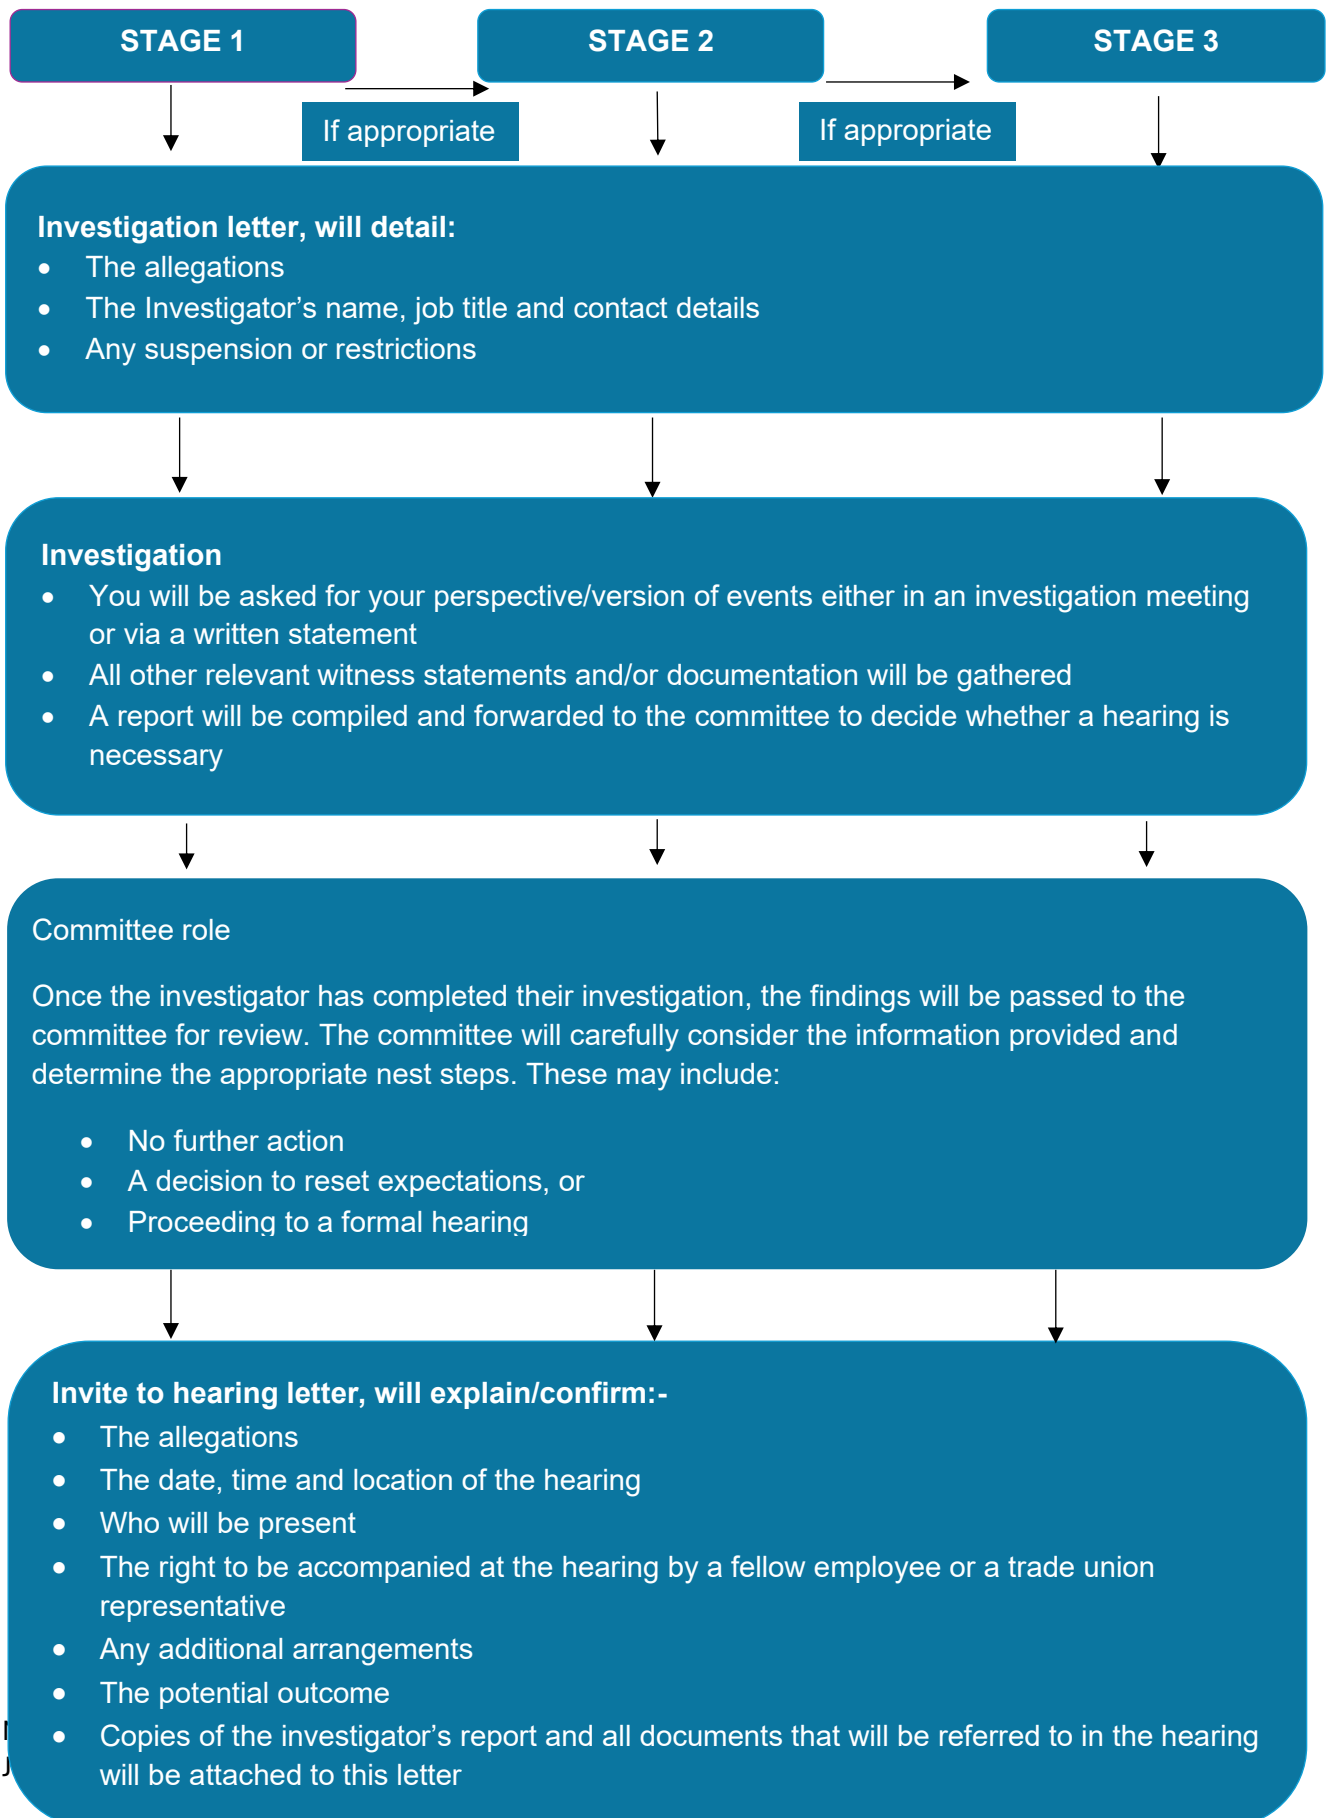 STAGE 1
STAGE 2
STAGE 3
If appropriate
If appropriate
Investigation letter, will detail:
• The allegations
• The Investigator’s name, job title and contact details
• Any suspension or restrictions
Investigation
• You will be asked for your perspective/version of events either in an investigation meeting
or via a written statement
• All other relevant witness statements and/or documentation will be gathered
• A report will be compiled and forwarded to the committee to decide whether a hearing is
necessary
Committee role
Once the investigator has completed their investigation, the findings will be passed to the
committee for review. The committee will carefully consider the information provided and
determine the appropriate nest steps. These may include:
• No further action
• A decision to reset expectations, or
• Proceeding to a formal hearing
Invite to hearing letter, will explain/confirm:-
• The allegations
• The date, time and location of the hearing
• Who will be present
• The right to be accompanied at the hearing by a fellow employee or a trade union
representative
• Any additional arrangements
• The potential outcome
• Copies of the investigator’s report and all documents that will be referred to in the hearing
will be attached to this letter